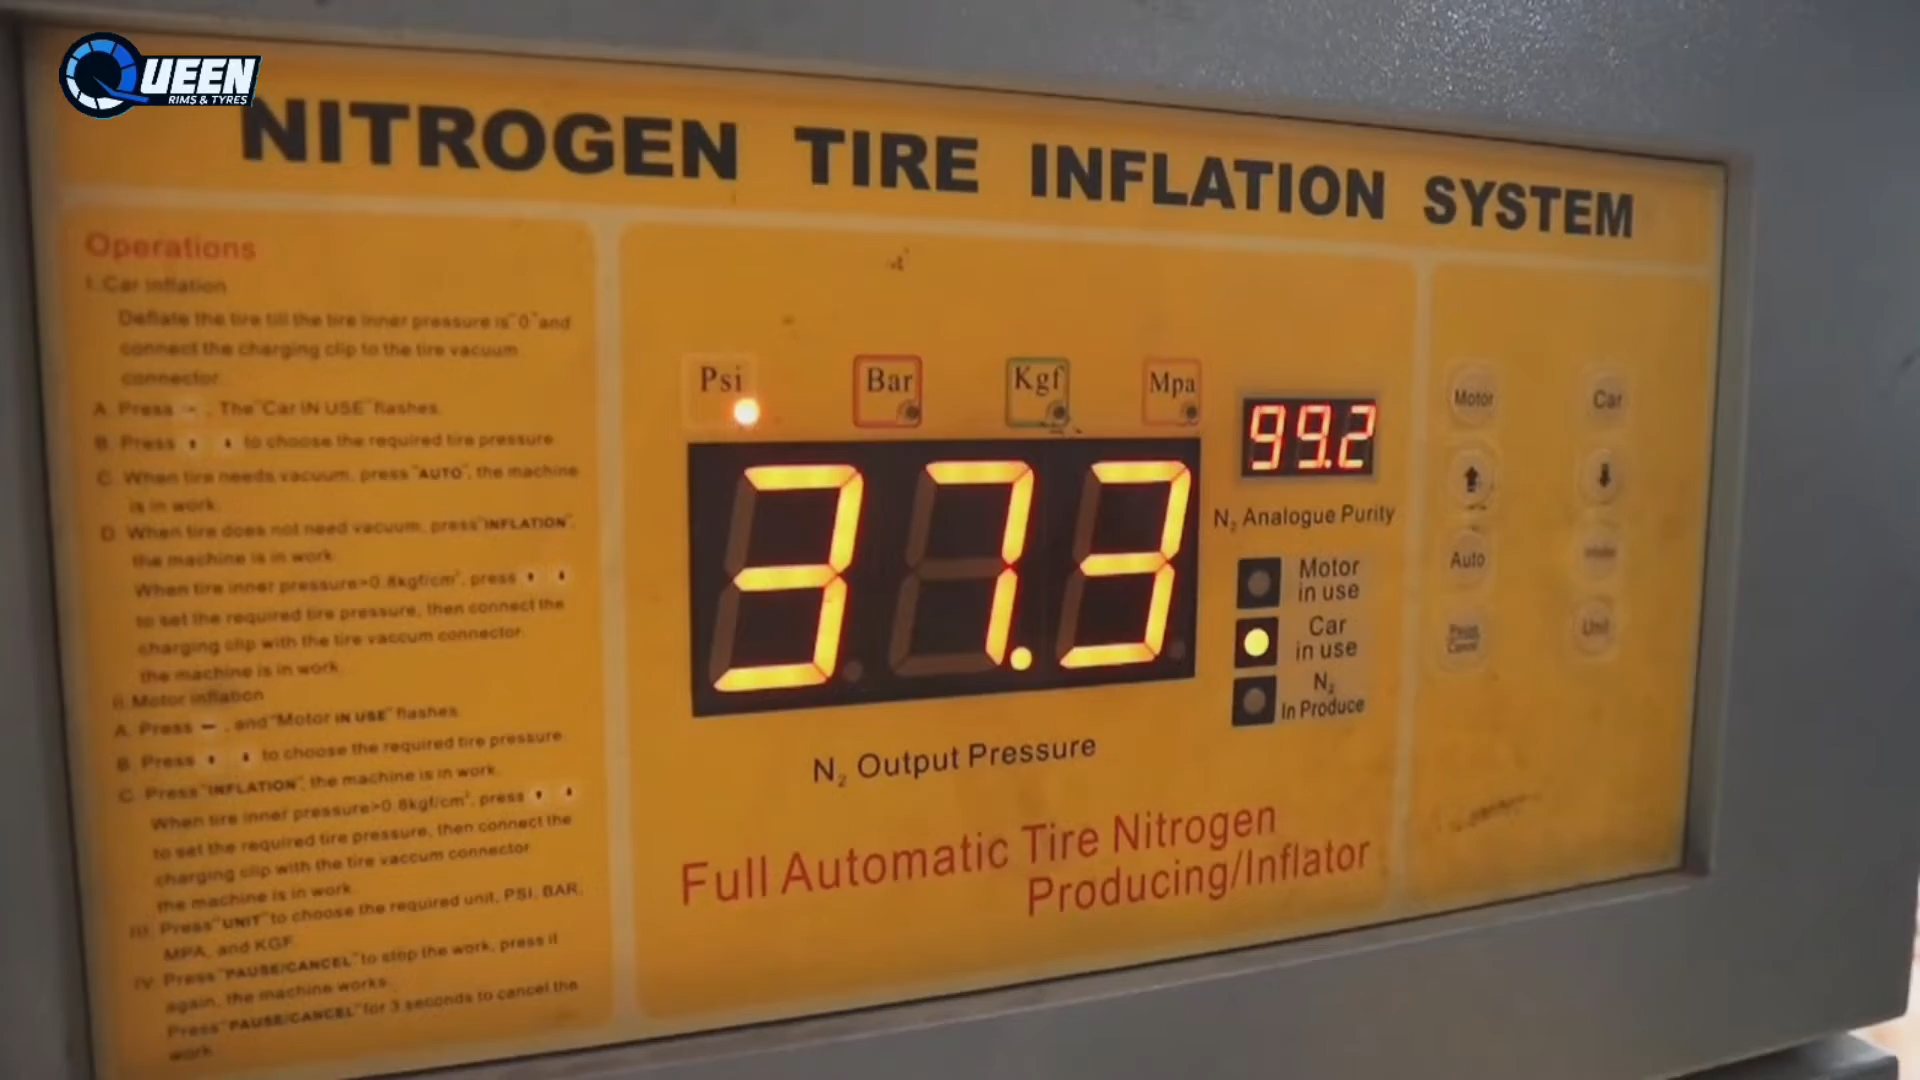 QUEEN
RIMS & TYRES
NITROGEN TIRE INFLATION SYSTEM
Operations
I. Car inflation
Deflate the tire till the tire inner pressure is "0" and
connect the charging clip to the tire vacuum
connector.
A. Press . The "Car IN USE" flashes.
B. Press to choose the required tire pressure
C. When tire needs vacuum, press "AUTO", the machine
is in work.
D. When tire does not need vacuum, press "INFLATION",
the machine is in work.
When tire inner pressure>0.8kgf/cm², press
to set the required tire pressure, then connect the
charging clip with the tire vaccum connector.
the machine is in work.
II. Motor inflation
A. Press , and "Motor IN USE" flashes
B. Press to choose the required tire pressure
C. Press "INFLATION", the machine is in work.
When tire inner pressure>0.8kgf/cm², press
to set the required tire pressure, then connect the
charging clip with the tire vaccum connector
the machine is in work.
III. Press "UNIT" to choose the required unit, PSI, BAR,
MPA, and KGF.
IV. Press "PAUSE/CANCEL" to stop the work, press it
again, the machine works.
Press "PAUSE/CANCEL" for 3 seconds to cancel the
work.
Psi
Bar
Kgf
Mpa
37.3
N₂ Output Pressure
99.2
N₂ Analogue Purity
Motor
in use
Car
in use
N₂
In Produce
Full Automatic Tire Nitrogen
Producing/Inflator
Motor
Car
Auto
Pause
Cancel
Unit